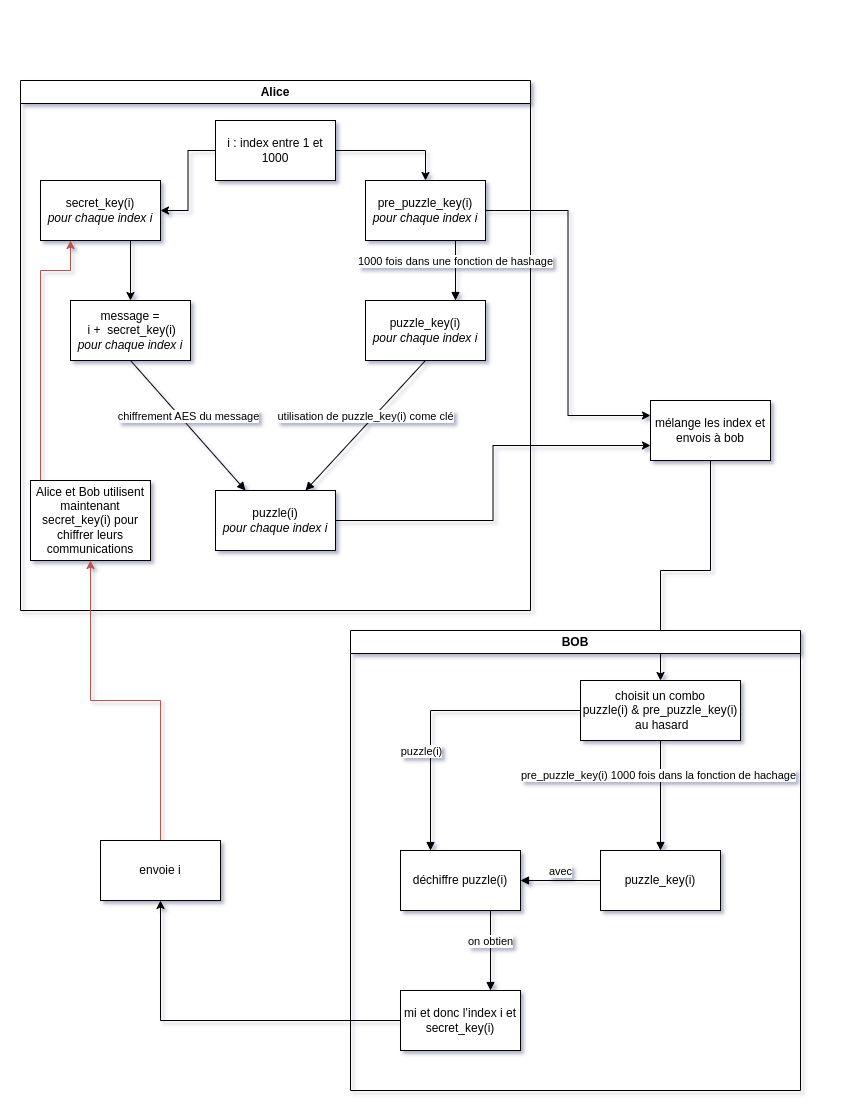 Alice
i : index entre 1 et
1000
secret_key(i)
pour chaque index i
pre_puzzle_key(i)
pour chaque index i
1000 fois dans une fonction de hashage
message =
i + secret_key(i)
pour chaque index i
puzzle_key(i)
pour chaque index i
chiffrement AES du message
utilisation de puzzle_key(i) come clé
mélange les index et
envois à bob
Alice et Bob utilisent
maintenant
secret_key(i) pour
chiffrer leurs
communications
puzzle(i)
pour chaque index i
BOB
choisit un combo
puzzle(i) & pre_puzzle_key(i)
au hasard
puzzle(i)
pre_puzzle_key(i) 1000 fois dans la fonction de hachage
envoie i
déchiffre puzzle(i)
avec
puzzle_key(i)
on obtien
mi et donc l'index i et
secret_key(i)